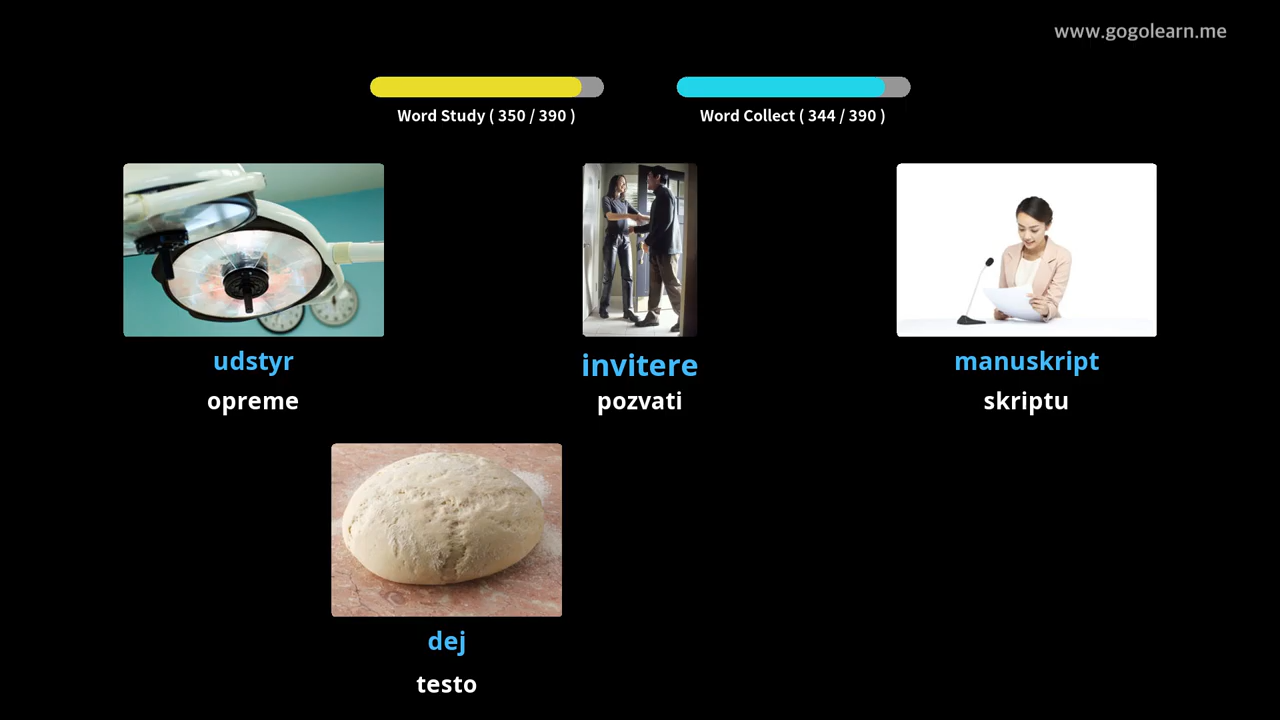 www.gogolearn.me
Word Study ( 350 / 390 )
Word Collect ( 344 / 390 )
udstyr
opreme
invitere
pozvati
manuskript
skriptu
dej
testo